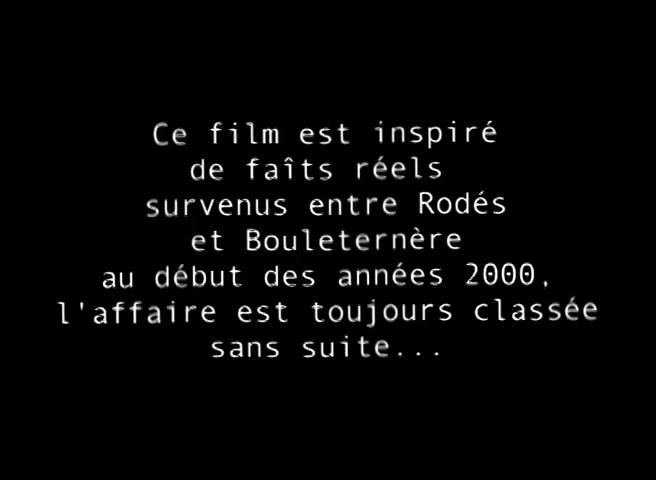 Ce film est inspiré
de faîts réels
survenus entre Rodés
et Bouleternère
au début des années 2000,
l'affaire est toujours classée
sans suite...